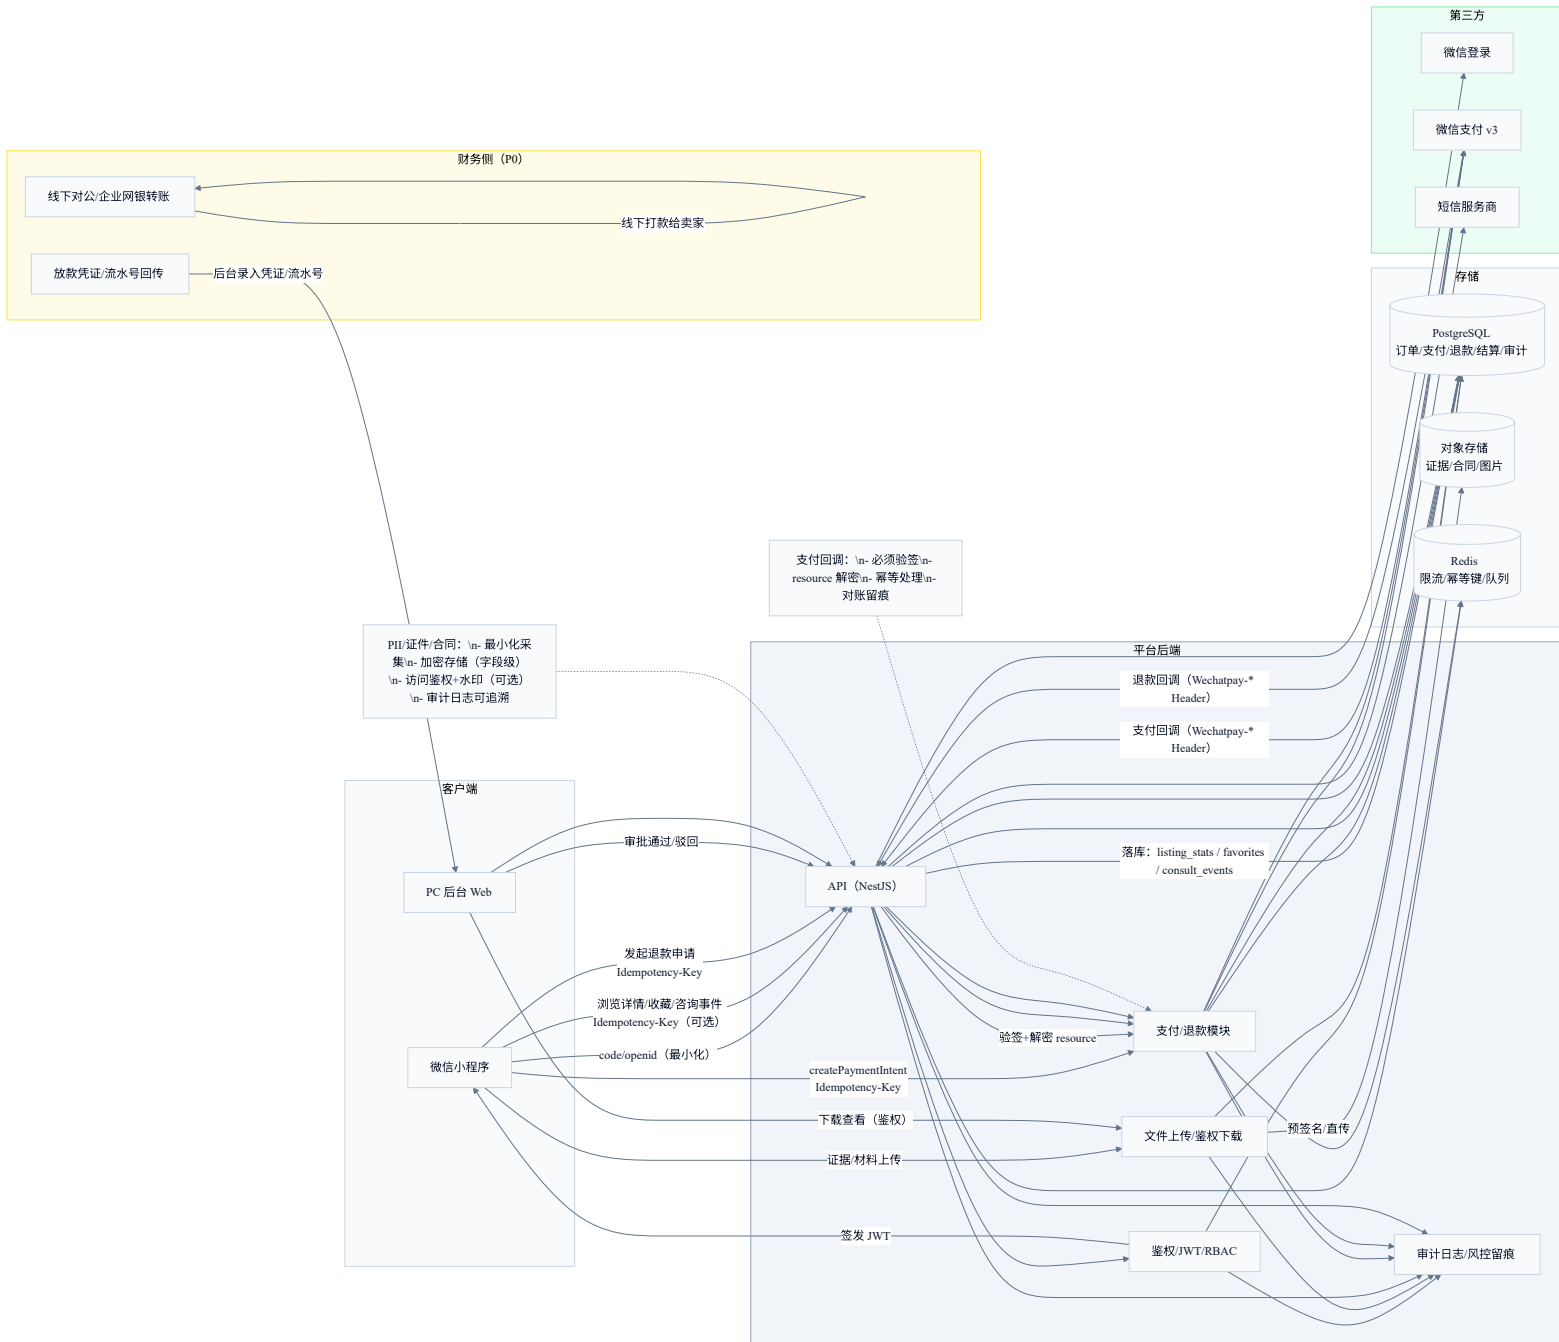 第三方
微信登录
微信支付 v3
短信服务商
财务侧（P0）
线下对公/企业网银转账
线下打款给卖家
放款凭证/流水号回传
后台录入凭证/流水号
存储
PostgreSQL
订单/支付/退款/结算/审计
对象存储
证据/合同/图片
Redis
限流/幂等键/队列
支付回调：\n- 必须验签\n-
resource 解密\n- 幂等处理\n-
对账留痕
PII/证件/合同：\n- 最小化采
集\n- 加密存储（字段级）
\n- 访问鉴权+水印（可选）
\n- 审计日志可追溯
平台后端
退款回调（Wechatpay-*
Header）
支付回调（Wechatpay-*
Header）
客户端
审批通过/驳回
落库：listing_stats / favorites
/ consult_events
PC 后台 Web
API（NestJS）
发起退款申请
Idempotency-Key
浏览详情/收藏/咨询事件
Idempotency-Key（可选）
验签+解密 resource
支付/退款模块
code/openid（最小化）
微信小程序
createPaymentIntent
Idempotency-Key
下载查看（鉴权）
文件上传/鉴权下载
预签名/直传
证据/材料上传
签发 JWT
鉴权/JWT/RBAC
审计日志/风控留痕